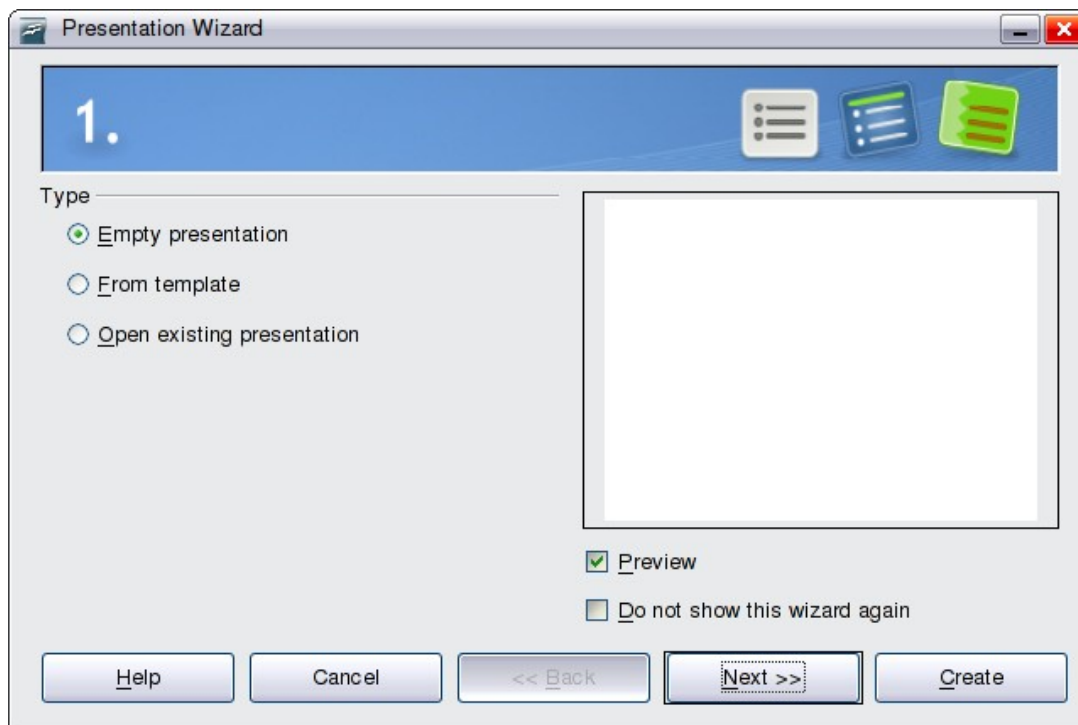 Presentation Wizard
1.
Type
Empty presentation
From template
Open existing presentation
Preview
Do not show this wizard again
Help Cancel << Back Next >> Create